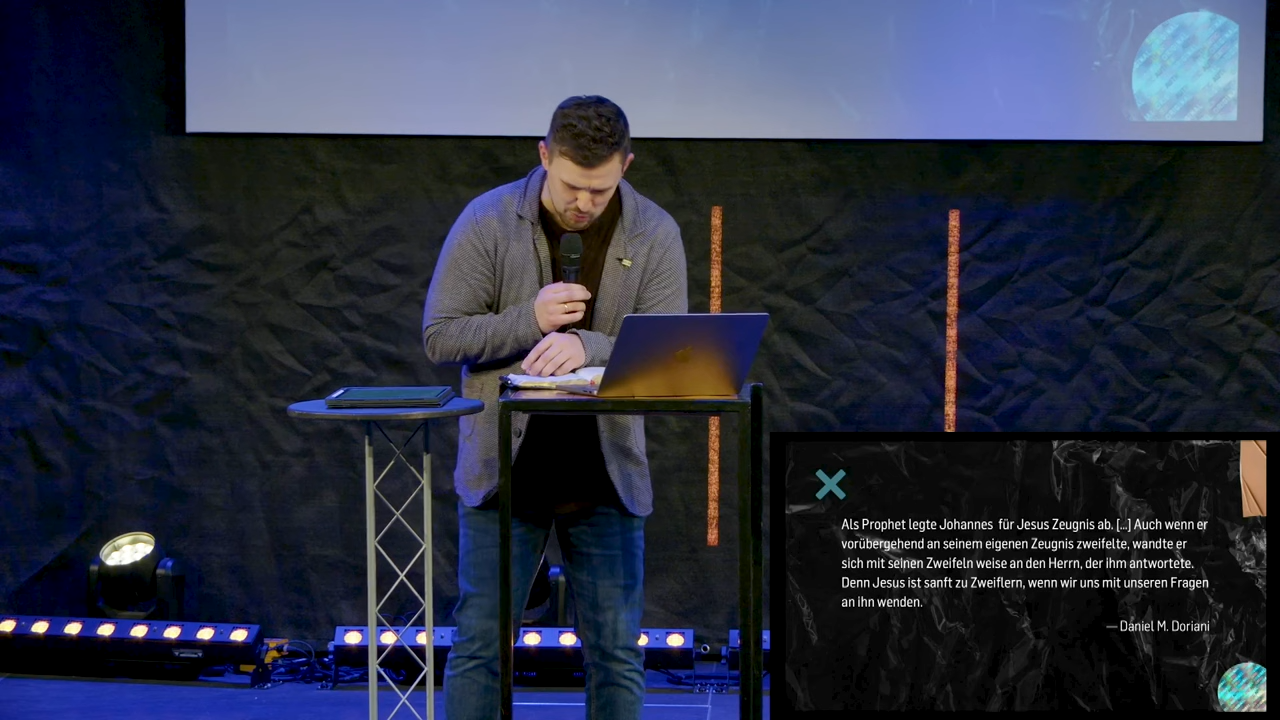 Als Prophet legte Johannes  für Jesus Zeugnis ab. [...] Auch wenn er
vorübergehend an seinem eigenen Zeugnis zweifelte, wandte er
sich mit seinen Zweifeln weise an den Herrn, der ihm antwortete.
Denn Jesus ist sanft zu Zweiflern, wenn wir uns mit unseren Fragen
an ihn wenden.
— Daniel M. Doriani